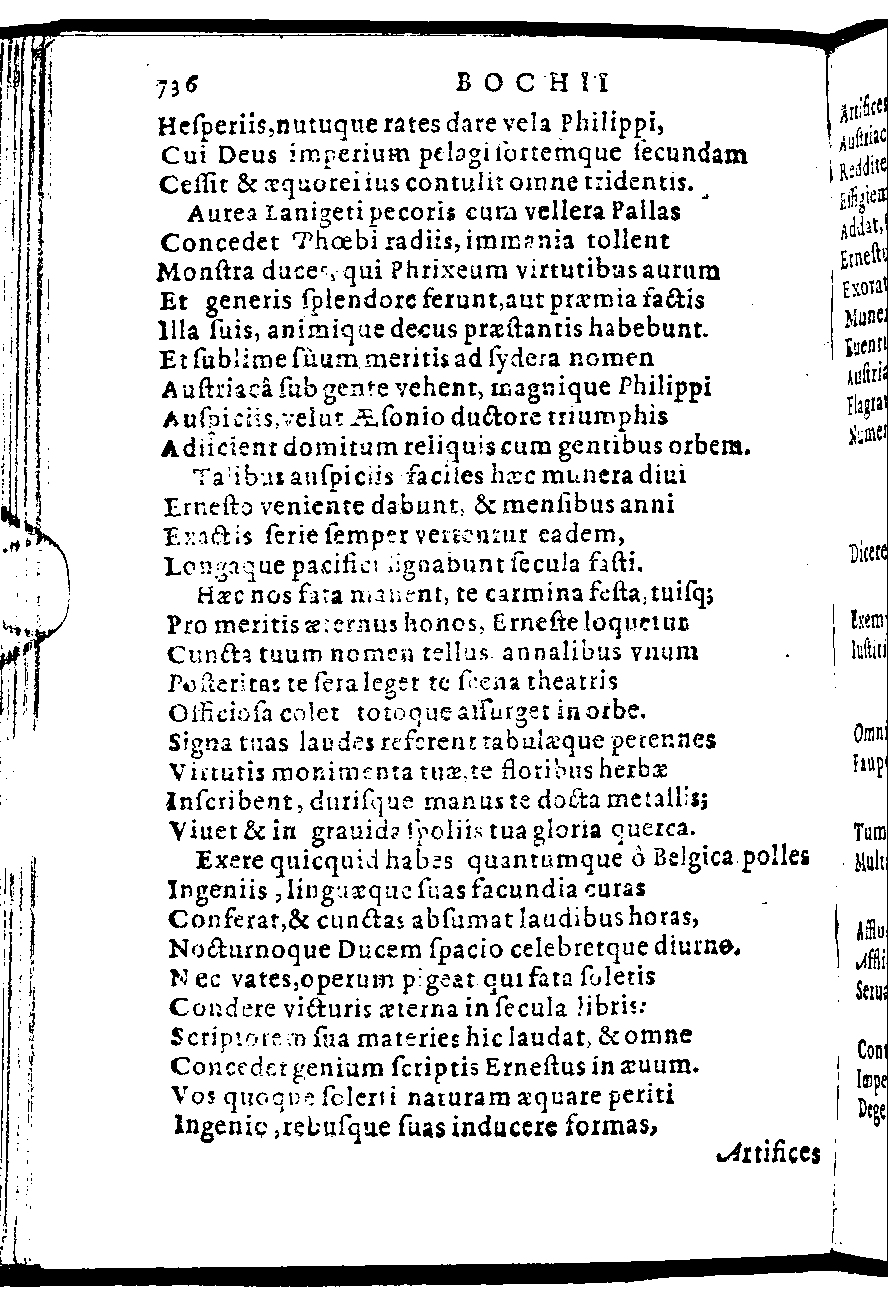 736 BOCHII
Heſperiis,nutuque rates dare vela Philippi,
Cui Deus imperium pelagi ſortemque ſecundam
Ceſſit & æquorei ius contulit omne tridentis.
Aurea Lanigeti pecoris cum vellera Pallas
Concedet Phœbi radiis, immania tollent
Monſtra duces, qui Phrixeum virtutibus aurum
Et generis ſplendore ferunt,aut præmia factis
Illa ſuis, animique decus præſtantis habebunt.
Et ſublime ſuum meritis ad ſydera nomen
Auſtriacâ ſub gente vehent, magnique Philippi
Auſpiciis,velut Æſonio ductore triumphis
Adiicient domitum reliquis cum gentibus orbem.
Talibus auſpiciis faciles hæc munera diui
Erneſto veniente dabunt, & menſibus anni
Exactis ſerie ſemper vertentur eadem,
Longaque pacifici ſignabunt ſecula faſti.
Hæc nos fata manent, te carmina feſta, tuiſq;
Pro meritis æternus honos, Erneſte loquetur
Cuncta tuum nomen tellus. annalibus vnum
Poſteritas te ſera leget te ſcena theatris
Officioſa colet totoque aſſurget in orbe.
Signa tuas laudes referent tabulæque perennes
Virtutis monimenta tuæ,te floribus herbæ
Inſcribent, duriſque manus te docta metallis;
Viuet & in grauida ſpoliis tua gloria querca.
Exere quicquid habes quantumque ò Belgica polles
Ingeniis , linguæque ſuas facundia curas
Conferat,& cunctas abſumat laudibus horas,
Nocturnoque Ducem ſpacio celebretque diurno.
Nec vates,operum pigeat qui fata ſoletis
Condere victuris æterna in ſecula libris:
Scriptorem ſua materies hic laudat, & omne
Concedet genium ſcriptis Erneſtus in æuum.
Vos quoque ſolerti naturam æquare periti
Ingenio ,rebuſque ſuas inducere formas,
Artifices
Artifices
Auſtriac
Reddite
Effigiem
Addat,
Erneſtu
Exorat
Muner
Euentu
Auſtria
Flagrat
Numer
Dicere
Exemp
Iuſtiti
Omni
Tum
Mult
Afflu
Afflı
Serua
Cont
Impe
Dege